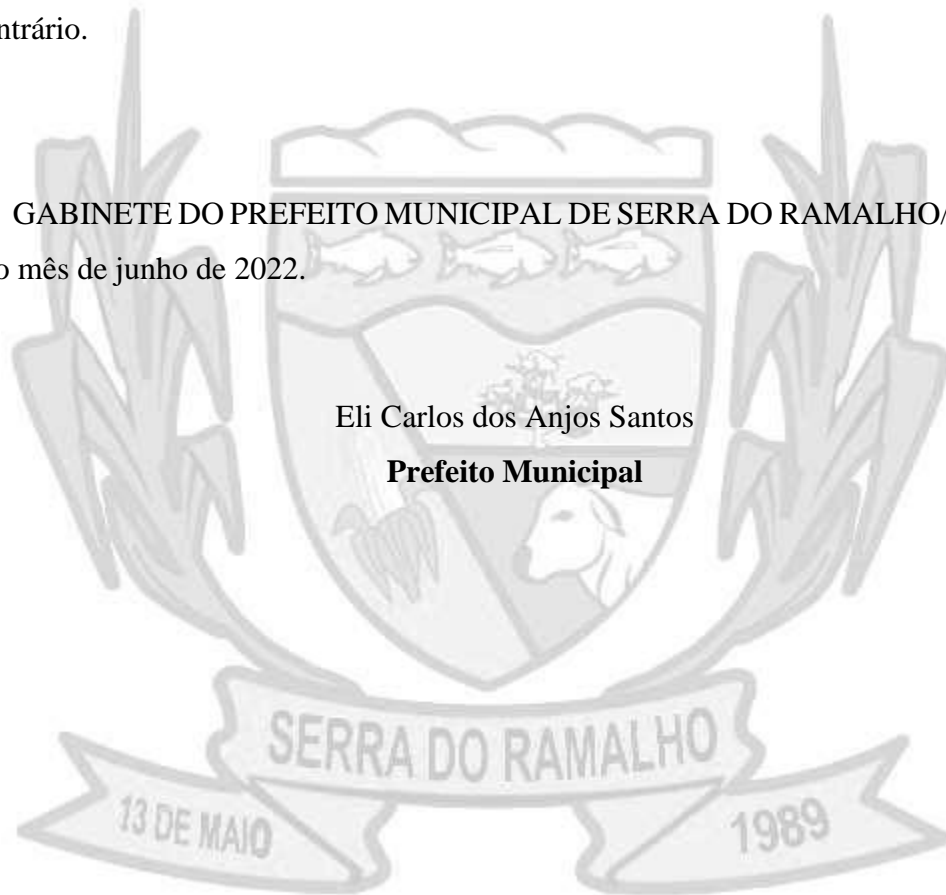 ntrário.
GABINETE DO PREFEITO MUNICIPAL DE SERRA DO RAMALHO/
o mês de junho de 2022.
Eli Carlos dos Anjos Santos
Prefeito Municipal
SERRA DO RAMALHO
13 DE MAIO
1989